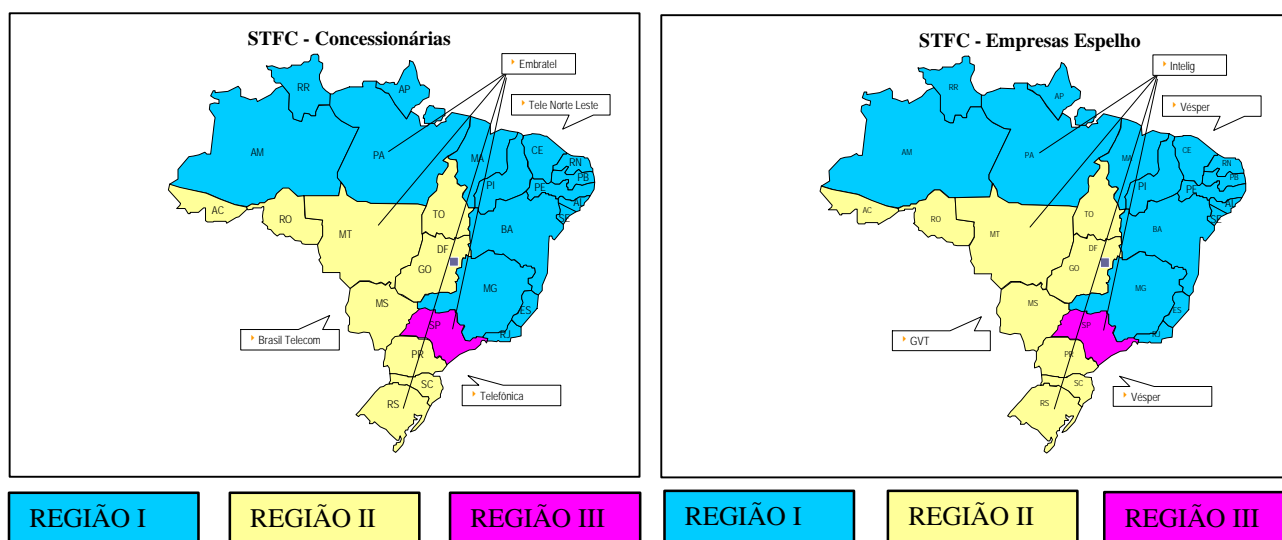 STFC - Concessionárias
Embratel
RR
AP
Tele Norte Leste
AM
PA
MA
CE
RN
PB
PI
PE
AL
SE
AC
RO
TO
BA
MT
DF
GO
MG
MS
ES
SP
RJ
Brasil Telecom
PR
SC
Telefônica
RS
REGIÃO I
REGIÃO II
REGIÃO III
STFC - Empresas Espelho
Intelig
RR
AP
Vésper
AM
PA
MA
CE
RN
PB
PI
PE
AL
SE
AC
RO
TO
BA
MT
DF
GO
MG
MS
ES
SP
RJ
GVT
PR
SC
Vésper
RS
REGIÃO I
REGIÃO II
REGIÃO III